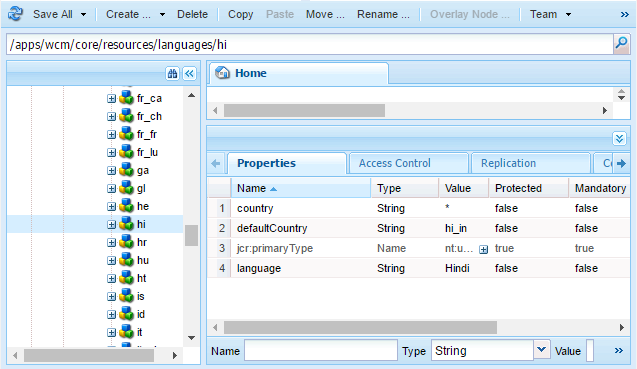 Save All Create ... Delete Copy Paste Move ... Rename ... Overlay Node ... Team »
/apps/wcm/core/resources/languages/hi
«
Home
fr_ca
fr_ch
fr_fr
fr_lu
ga
gl
he
hi
hr
hu
ht
is
id
it
Properties Access Control Replication
Name Type Value Protected Mandatory
1 country String * false false
2 defaultCountry String hi_in false false
3 jcr:primaryType Name nt:u... true true
4 language String Hindi false false
Name Type String Value »